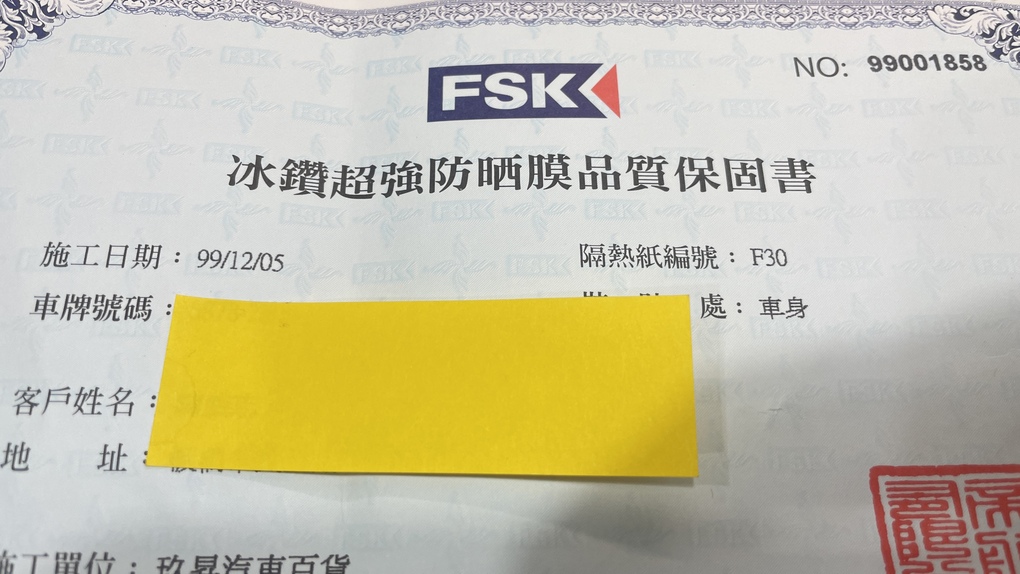 FSK
NO: 99001858
冰鑽超強防晒膜品質保固書
施工日期：99/12/05
隔熱紙編號：F30
車牌號碼：
處：車身
客戶姓名：
地 址：
施工單位：玖昇汽車百貨